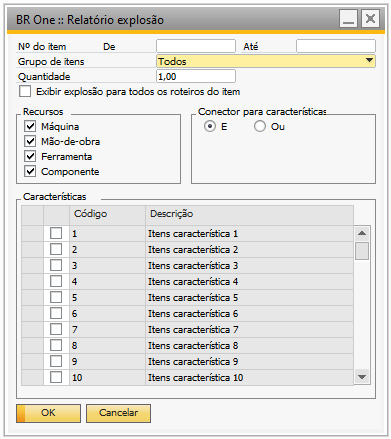 BR One :: Relatório explosão
Nº do item De Até
Grupo de itens Todos
Quantidade 1,00
Exibir explosão para todos os roteiros do item
Recursos Conector para características
Máquina E Ou
Mão-de-obra
Ferramenta
Componente
Características
Código Descrição
1 Itens característica 1
2 Itens característica 2
3 Itens característica 3
4 Itens característica 4
5 Itens característica 5
6 Itens característica 6
7 Itens característica 7
8 Itens característica 8
9 Itens característica 9
10 Itens característica 10
OK Cancelar